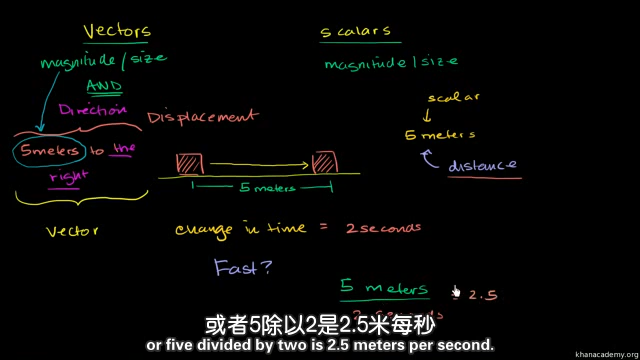 Vectors
magnitude/size
AND
Direction
Displacement
5 meters to the
right
vector
scalars
magnitude/size
scalar
5 meters
distance
5 meters
change in time = 2 seconds
Fast?
5 meters = 2.5
或者5除以2是2.5米每秒
or five divided by two is 2.5 meters per second.
khanacademy.org